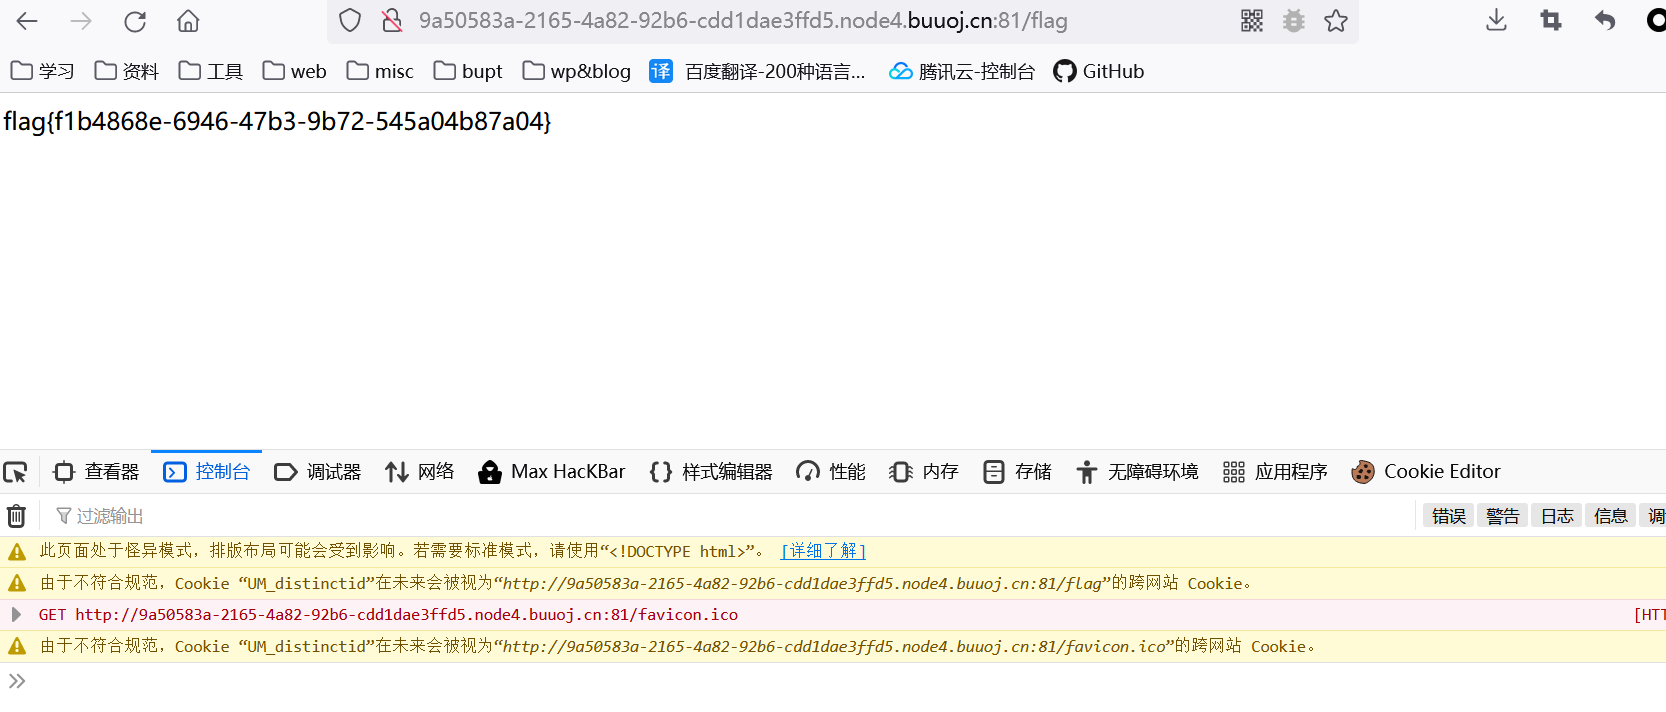 9a50583a-2165-4a82-92b6-cdd1dae3ffd5.node4.buuoj.cn:81/flag
学习 资料 工具 web misc bupt wp&blog 译 百度翻译-200种语言... 腾讯云-控制台 GitHub
flag{f1b4868e-6946-47b3-9b72-545a04b87a04}
查看器 控制台 调试器 网络 Max HacKBar 样式编辑器 性能 内存 存储 无障碍环境 应用程序 Cookie Editor
过滤输出 错误 警告 日志 信息 调
此页面处于怪异模式，排版布局可能会受到影响。若需要标准模式，请使用“<!DOCTYPE html>”。 [详细了解]
由于不符合规范，Cookie “UM_distinctid”在未来会被视为“http://9a50583a-2165-4a82-92b6-cdd1dae3ffd5.node4.buuoj.cn:81/flag”的跨网站 Cookie。
GET http://9a50583a-2165-4a82-92b6-cdd1dae3ffd5.node4.buuoj.cn:81/favicon.ico [HTT
由于不符合规范，Cookie “UM_distinctid”在未来会被视为“http://9a50583a-2165-4a82-92b6-cdd1dae3ffd5.node4.buuoj.cn:81/favicon.ico”的跨网站 Cookie。